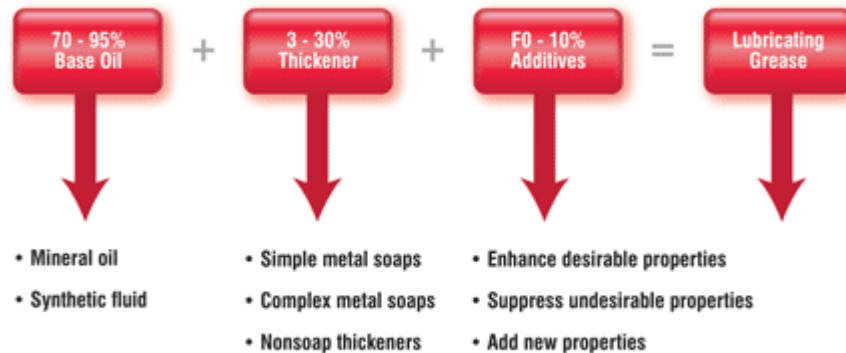 70 - 95%
Base Oil
+
3 - 30%
Thickener
+
F0 - 10%
Additives
=
Lubricating
Grease
• Mineral oil
• Synthetic fluid
• Simple metal soaps
• Complex metal soaps
• Nonsoap thickeners
• Enhance desirable properties
• Suppress undesirable properties
• Add new properties